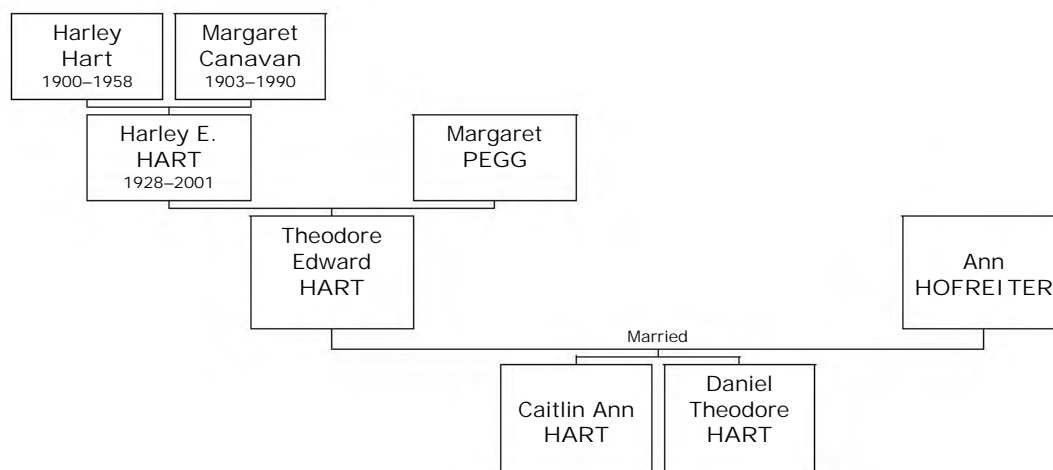 Harley
Hart
1900–1958
Margaret
Canavan
1903–1990
Harley E.
HART
1928–2001
Margaret
PEGG
Theodore
Edward
HART
Ann
HOFREITER
Married
Caitlin Ann
HART
Daniel
Theodore
HART